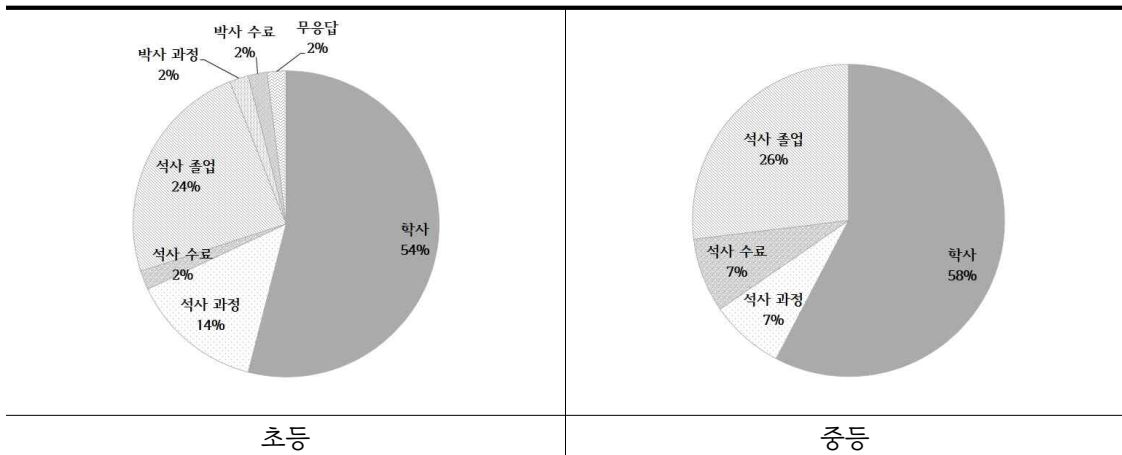 박사 과정
2%
박사 수료
2%
무응답
2%
석사 졸업
24%
석사 수료
2%
석사 과정
14%
학사
54%
초등
석사 졸업
26%
석사 수료
7%
석사 과정
7%
학사
58%
중등